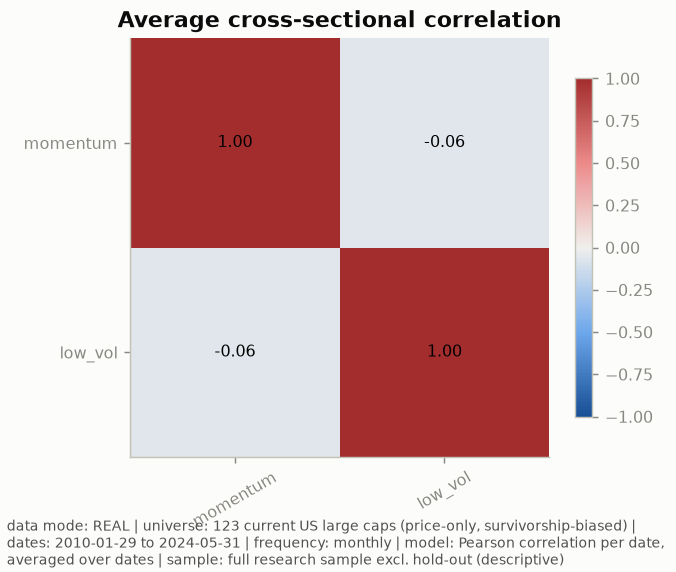 Average cross-sectional correlation
momentum
1.00
-0.06
low_vol
-0.06
1.00
momentum
low_vol
1.00
0.75
0.50
0.25
0.00
−0.25
−0.50
−0.75
−1.00
data mode: REAL | universe: 123 current US large caps (price-only, survivorship-biased) |
dates: 2010-01-29 to 2024-05-31 | frequency: monthly | model: Pearson correlation per date,
averaged over dates | sample: full research sample excl. hold-out (descriptive)